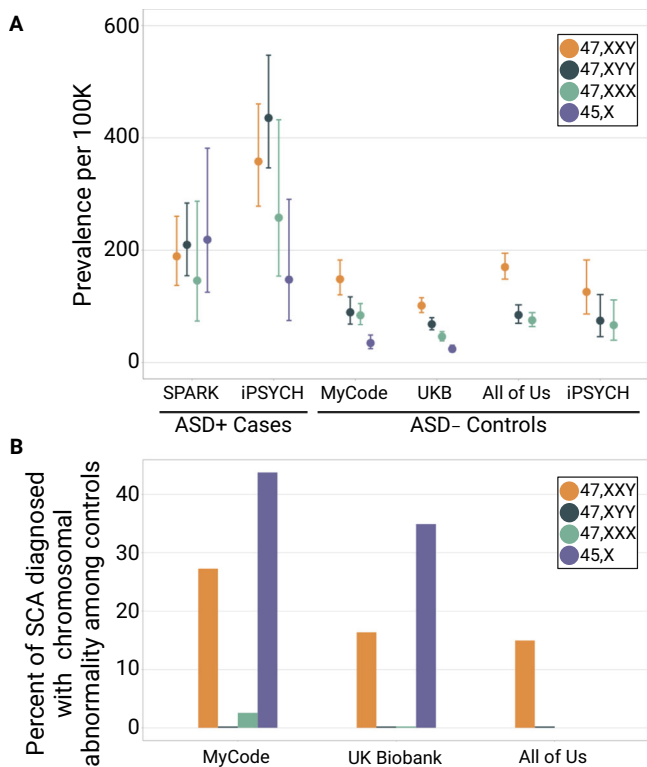 A
Prevalence per 100K
600
400
200
0
47,XXY
47,XYY
47,XXX
45,X
SPARK iPSYCH MyCode UKB All of Us iPSYCH
ASD+ Cases ASD− Controls
B
Percent of SCA diagnosed
with chromosomal
abnormality among controls
40
30
20
10
0
47,XXY
47,XYY
47,XXX
45,X
MyCode UK Biobank All of Us